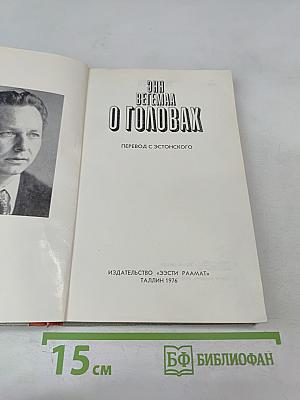 ЭНН
ВЕТЕМАА
О ГОЛОВАХ
ПЕРЕВОД С ЭСТОНСКОГО
ИЗДАТЕЛЬСТВО «ЭЭСТИ РААМАТ»
ТАЛЛИН 1976
15 см
БФ БИБЛИОФАН